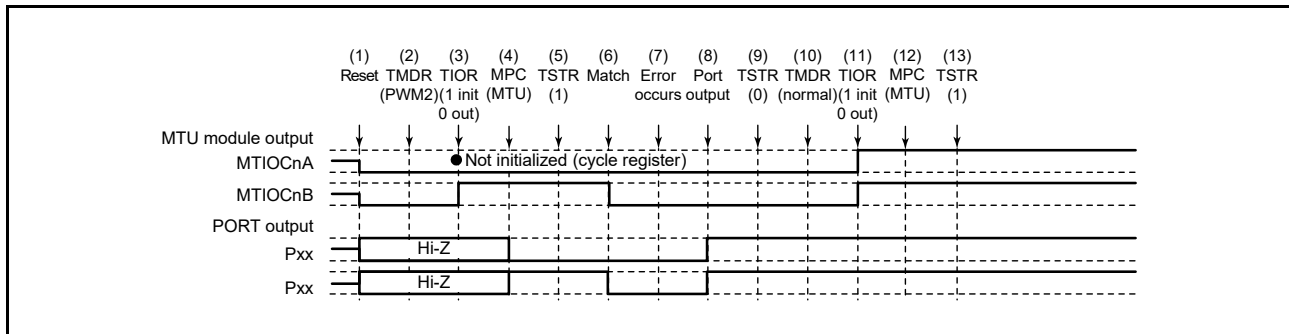 (1) (2) (3) (4) (5) (6) (7) (8) (9) (10) (11) (12) (13)
Reset TMDR TIOR MPC TSTR Match Error Port TSTR TMDR TIOR MPC TSTR
(PWM2) (1 init (MTU) (1) occurs output (0) (normal) (1 init (MTU) (1)
0 out) 0 out)
MTU module output
MTIOCnA Not initialized (cycle register)
MTIOCnB
PORT output
Pxx Hi-Z
Pxx Hi-Z